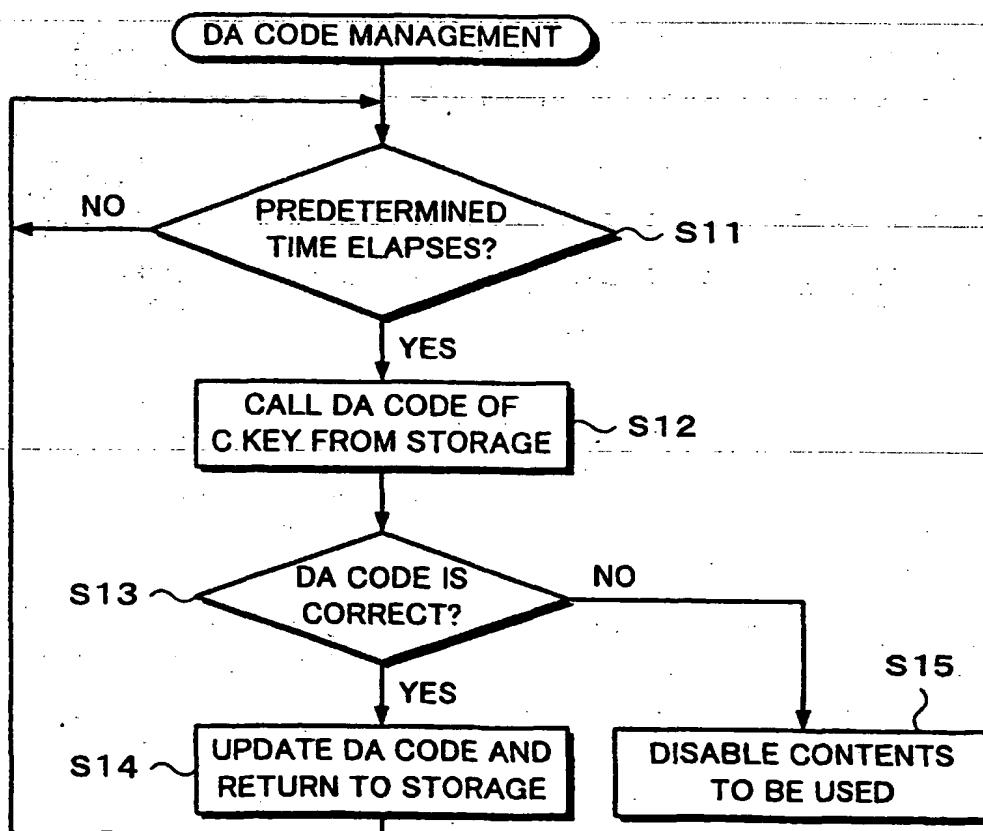 DA CODE MANAGEMENT
NO
PREDETERMINED
TIME ELAPSES?
S11
YES
CALL DA CODE OF
C KEY FROM STORAGE
S12
S13
DA CODE IS
CORRECT?
NO
YES
S15
S14
UPDATE DA CODE AND
RETURN TO STORAGE
DISABLE CONTENTS
TO BE USED